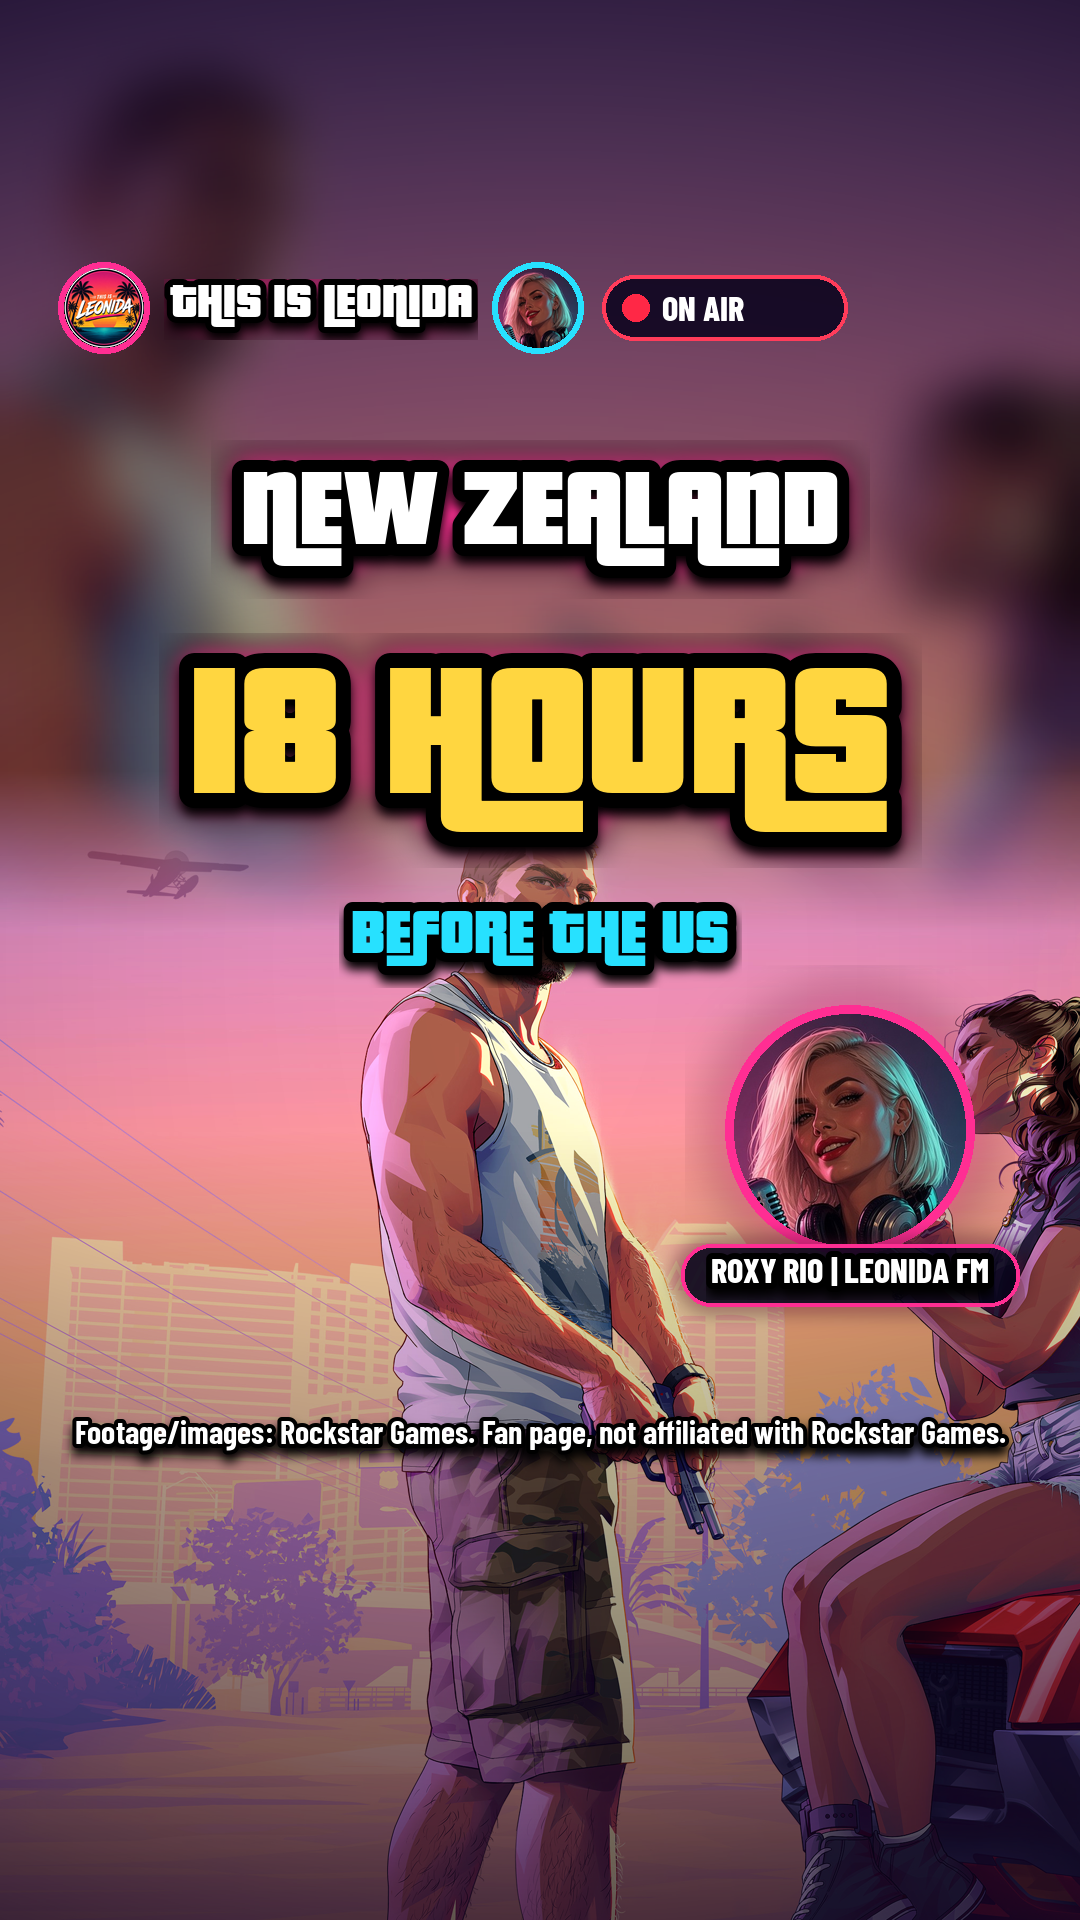 LEONIDA
THIS IS LEONIDA
ON AIR
NEW ZEALAND
18 HOURS
BEFORE THE US
ROXY RIO | LEONIDA FM
Footage/images: Rockstar Games. Fan page, not affiliated with Rockstar Games.